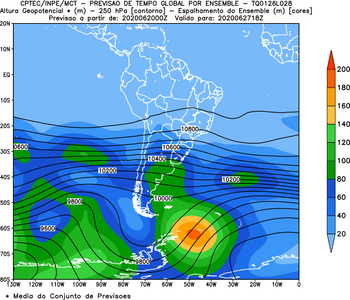 CPTEC/INPE/MCT - PREVISAO DE TEMPO GLOBAL POR ENSEMBLE - TQ0126L028
Altura Geopotencial * (m) - 250 hPa [contorno] - Espalhamento do Ensemble (m) [cores]
Previsao a partir de: 2020062000Z Valido para: 2020062718Z
20N
10N
EQ
10S
20S
30S
40S
50S
60S
70S
80S
130W 120W 110W 100W 90W 80W 70W 60W 50W 40W 30W 20W 10W 0
10800
10600
0600
10400
10200
10200
10000
9800
9600
9800
200
180
160
140
120
100
80
60
40
20
* Media do Conjunto de Previsoes